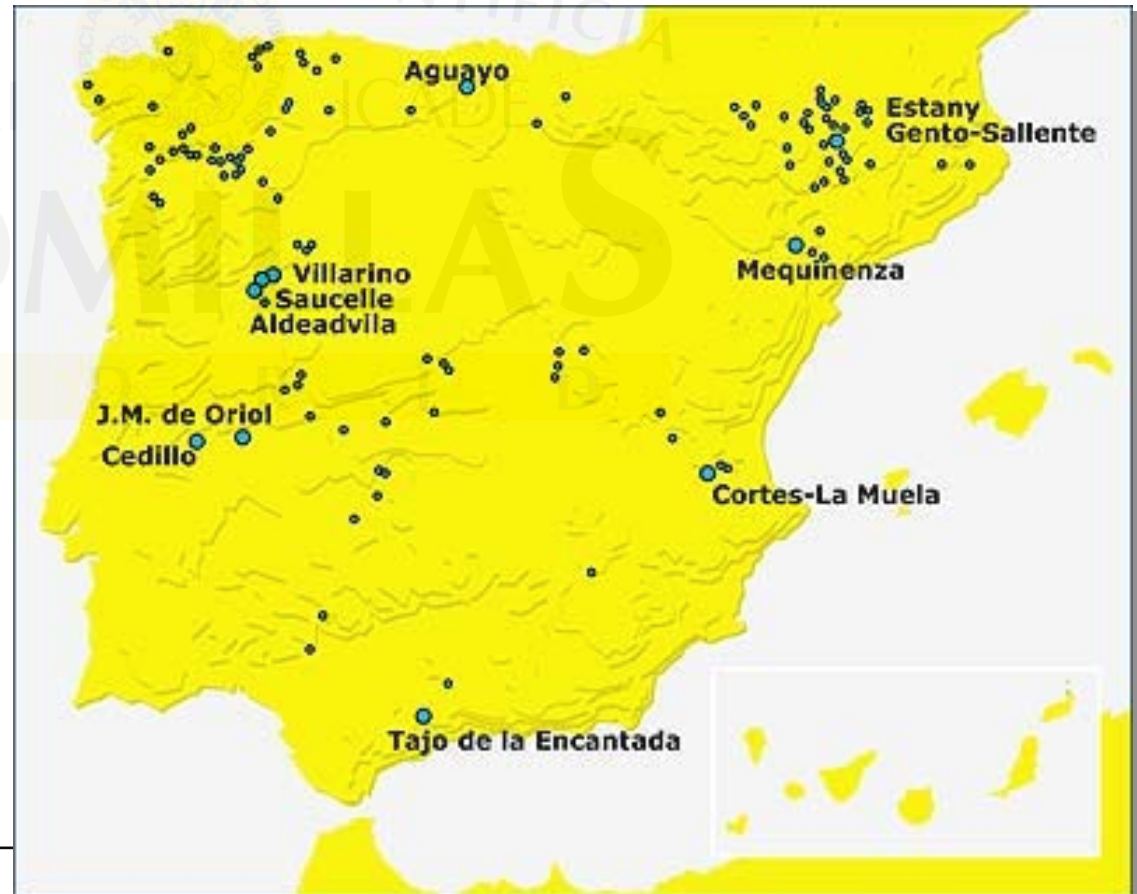 Aguayo
Estany
Gento-Sallente
Mequinenza
Villarino
Saucelle
Aldeadvila
J.M. de Oriol
Cedillo
Cortes-La Muela
Tajo de la Encantada